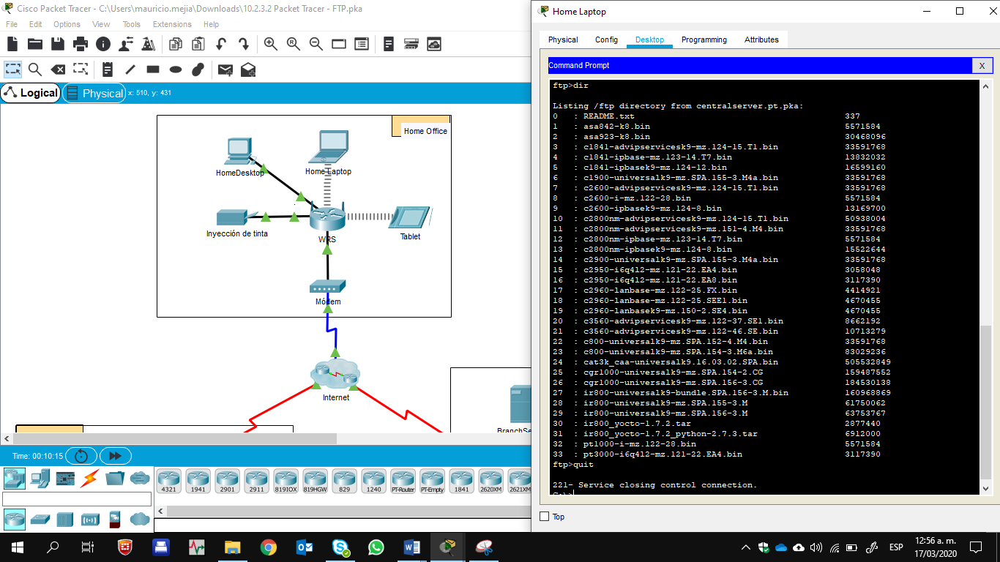 Cisco Packet Tracer - C:\Users\mauricio.mejia\Downloads\10.2.3.2 Packet Tracer - FTP.pka
File Edit Options View Tools Extensions Help
Logical
Physical
x: 510, y: 431
Home Office
HomeDesktop
Home Laptop
Inyección de tinta
WRS
Tablet
Módem
Internet
BranchSe
Time: 00:10:15
4321 1941 2901 2911 819IOX 819HGW 829 1240 PT-Router PT-Empty 1841 2620XM 2621XM
Home Laptop
Physical Config Desktop Programming Attributes
Command Prompt
X
ftp>dir
Listing /ftp directory from centralserver.pt.pka:
0 : README.txt 337
1 : asa842-k8.bin 5571584
2 : asa923-k8.bin 30468096
3 : c1841-advipservicesk9-mz.124-15.T1.bin 33591768
4 : c1841-ipbase-mz.123-14.T7.bin 13832032
5 : c1841-ipbasek9-mz.124-12.bin 16599160
6 : c1900-universalk9-mz.SPA.155-3.M4a.bin 33591768
7 : c2600-advipservicesk9-mz.124-15.T1.bin 33591768
8 : c2600-i-mz.122-28.bin 5571584
9 : c2600-ipbasek9-mz.124-8.bin 13169700
10 : c2800nm-advipservicesk9-mz.124-15.T1.bin 50938004
11 : c2800nm-advipservicesk9-mz.151-4.M4.bin 33591768
12 : c2800nm-ipbase-mz.123-14.T7.bin 5571584
13 : c2800nm-ipbasek9-mz.124-8.bin 15522644
14 : c2900-universalk9-mz.SPA.155-3.M4a.bin 33591768
15 : c2950-i6q4l2-mz.121-22.EA4.bin 3058048
16 : c2950-i6q4l2-mz.121-22.EA8.bin 3117390
17 : c2960-lanbase-mz.122-25.FX.bin 4414921
18 : c2960-lanbase-mz.122-25.SEE1.bin 4670455
19 : c2960-lanbasek9-mz.150-2.SE4.bin 4670455
20 : c3560-advipservicesk9-mz.122-37.SE1.bin 8662192
21 : c3560-advipservicesk9-mz.122-46.SE.bin 10713279
22 : c800-universalk9-mz.SPA.152-4.M4.bin 33591768
23 : c800-universalk9-mz.SPA.154-3.M6a.bin 83029236
24 : cat3k_caa-universalk9.16.03.02.SPA.bin 505532849
25 : cgr1000-universalk9-mz.SPA.154-2.CG 159487552
26 : cgr1000-universalk9-mz.SPA.156-3.CG 184530138
27 : ir800-universalk9-bundle.SPA.156-3.M.bin 160968869
28 : ir800-universalk9-mz.SPA.155-3.M 61750062
29 : ir800-universalk9-mz.SPA.156-3.M 63753767
30 : ir800_yocto-1.7.2.tar 2877440
31 : ir800_yocto-1.7.2_python-2.7.3.tar 6912000
32 : pt1000-i-mz.122-28.bin 5571584
33 : pt3000-i6q4l2-mz.121-22.EA4.bin 3117390
ftp>quit
221- Service closing control connection.
Top
ESP
12:56 a. m.
17/03/2020